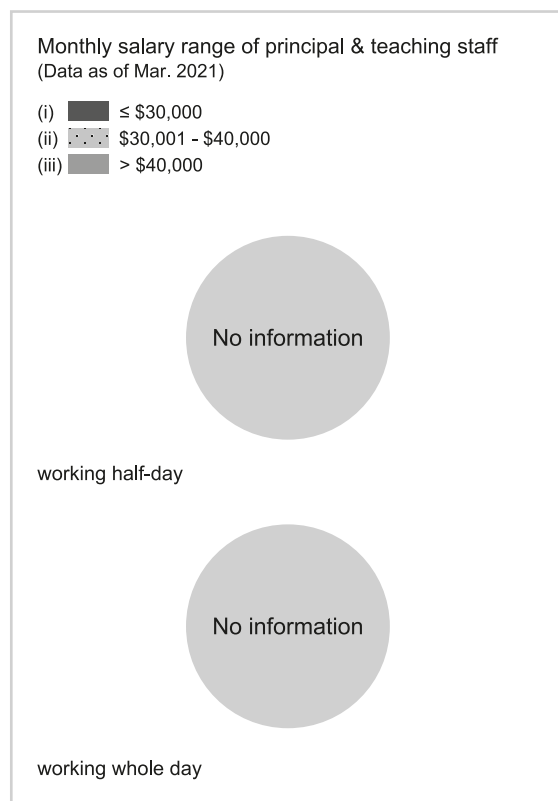 Monthly salary range of principal & teaching staff
(Data as of Mar. 2021)
(i) ≤ $30,000
(ii) $30,001 - $40,000
(iii) > $40,000
No information
working half-day
No information
working whole day